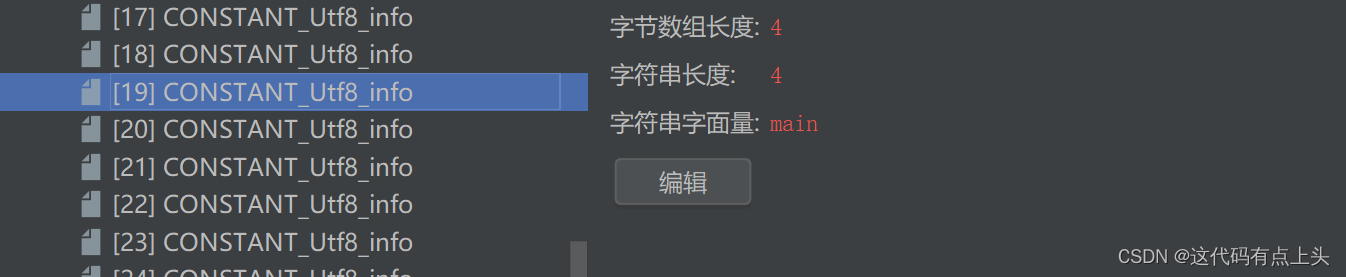 [17] CONSTANT_Utf8_info
[18] CONSTANT_Utf8_info
[19] CONSTANT_Utf8_info
[20] CONSTANT_Utf8_info
[21] CONSTANT_Utf8_info
[22] CONSTANT_Utf8_info
[23] CONSTANT_Utf8_info
[24] CONSTANT_Utf8_info
字节数组长度: 4
字符串长度: 4
字符串字面量: main
编辑
CSDN @这代码有点上头